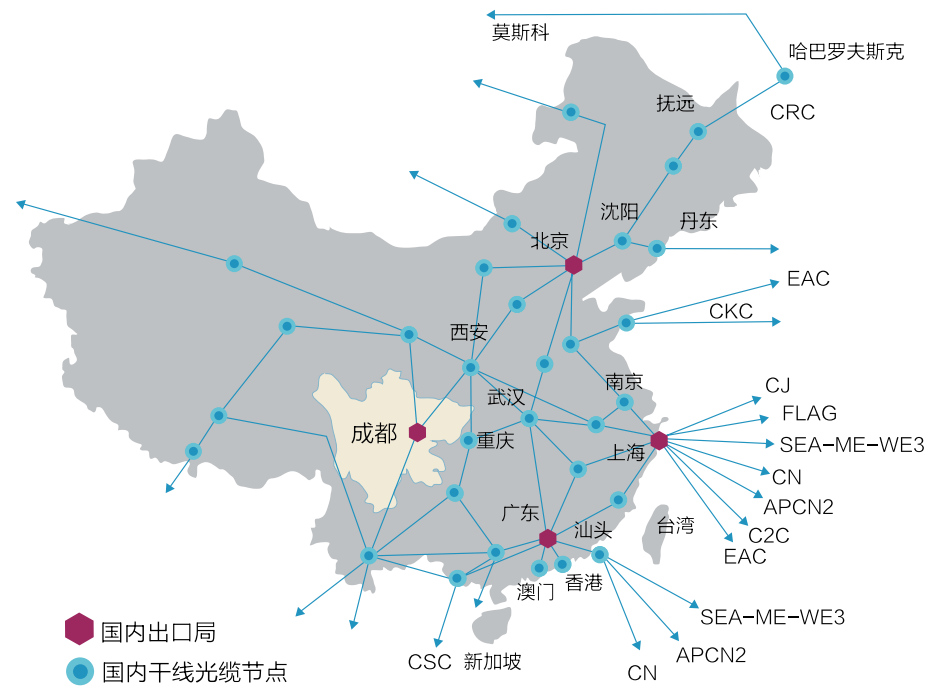 莫斯科
哈巴罗夫斯克
抚远
CRC
沈阳
丹东
北京
EAC
CKC
西安
南京
CJ
武汉
FLAG
成都
重庆
上海
SEA-ME-WE3
CN
APCN2
广东
汕头
台湾
C2C
EAC
澳门
香港
SEA-ME-WE3
国内出口局
APCN2
CSC 新加坡
CN
国内干线光缆节点